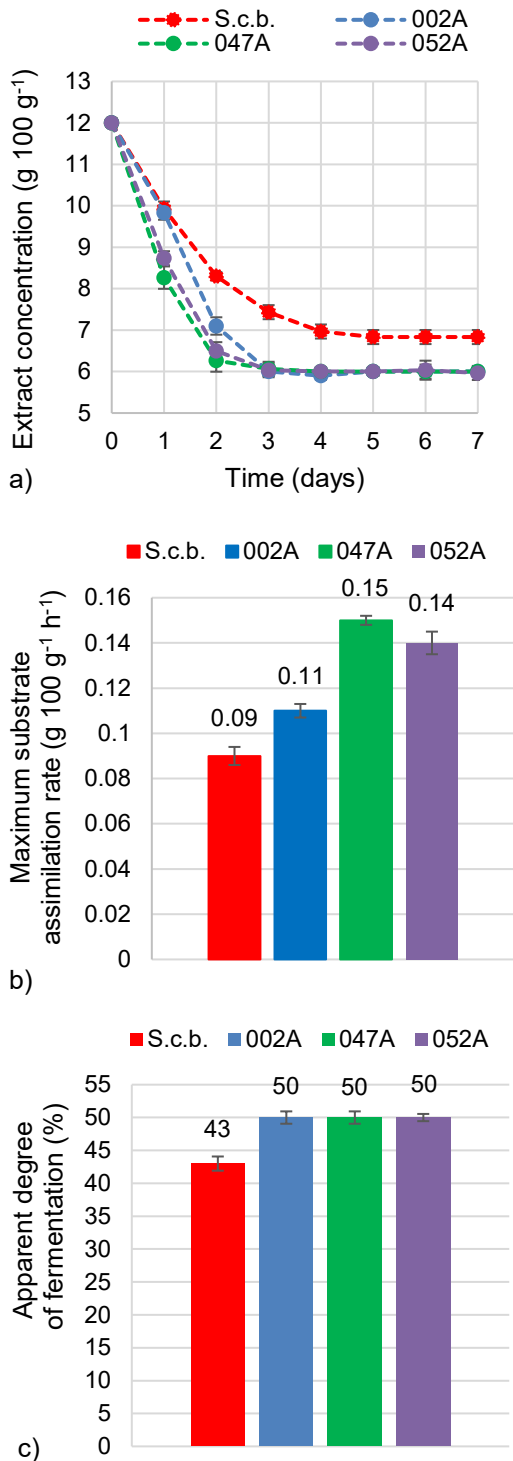 S.c.b. 002A
047A 052A
Extract concentration (g 100 g⁻¹)
13
12
11
10
9
8
7
6
5
0 1 2 3 4 5 6 7
Time (days)
a)
S.c.b. 002A 047A 052A
Maximum substrate
assimilation rate (g 100 g⁻¹ h⁻¹)
0.16
0.14
0.12
0.1
0.08
0.06
0.04
0.02
0
0.09
0.11
0.15
0.14
b)
S.c.b. 002A 047A 052A
Apparent degree
of fermentation (%)
55
50
45
40
35
30
25
20
15
10
5
0
43
50
50
50
c)